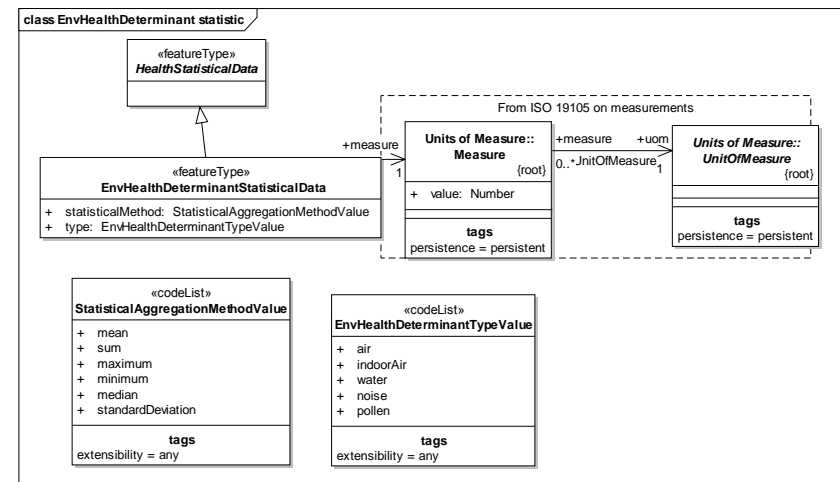 class EnvHealthDeterminant statistic
«featureType»
HealthStatisticalData
«featureType»
EnvHealthDeterminantStatisticalData
+ statisticalMethod: StatisticalAggregationMethodValue
+ type: EnvHealthDeterminantTypeValue
+measure
1
From ISO 19105 on measurements
Units of Measure::
Measure
{root}
+ value: Number
tags
persistence = persistent
+measure +uom
0..* JnitOfMeasure 1
Units of Measure::
UnitOfMeasure
{root}
tags
persistence = persistent
«codeList»
StatisticalAggregationMethodValue
+ mean
+ sum
+ maximum
+ minimum
+ median
+ standardDeviation
tags
extensibility = any
«codeList»
EnvHealthDeterminantTypeValue
+ air
+ indoorAir
+ water
+ noise
+ pollen
tags
extensibility = any